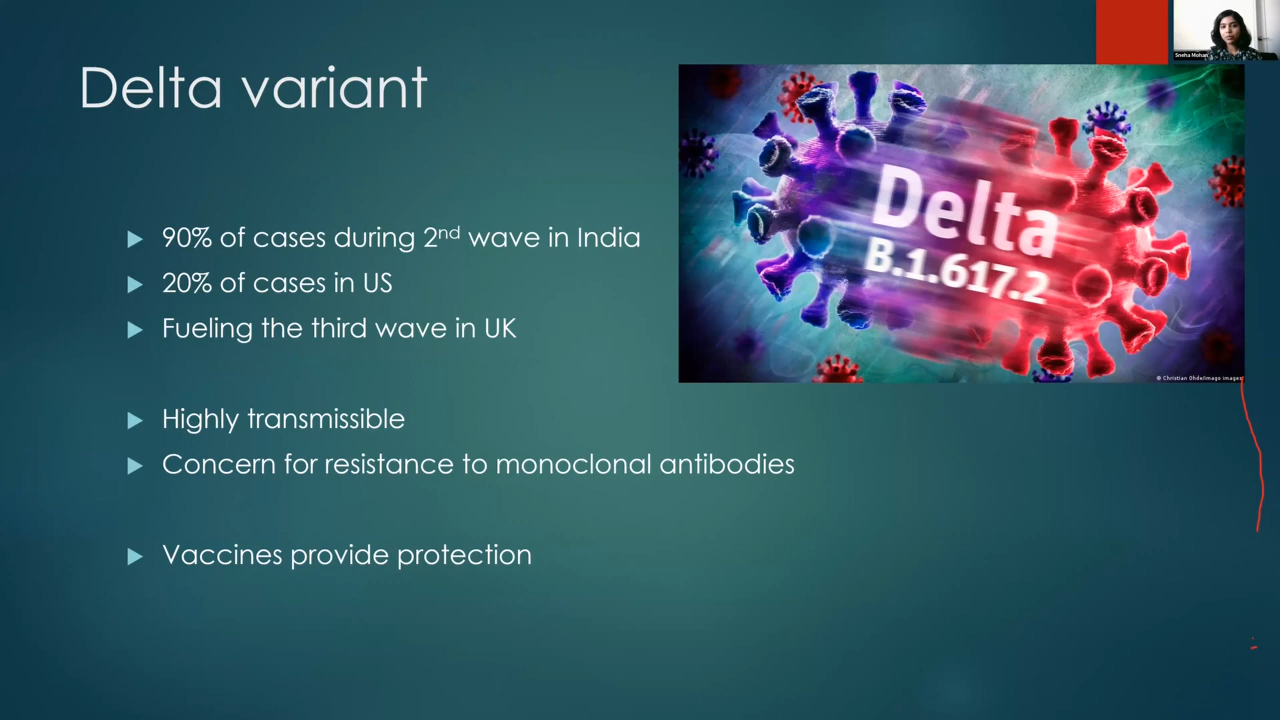 Sneha Mohan
Delta variant
Delta
B.1.617.2
90% of cases during 2nd wave in India
20% of cases in US
Fueling the third wave in UK
© Christian Ohde/imago images
Highly transmissible
Concern for resistance to monoclonal antibodies
Vaccines provide protection